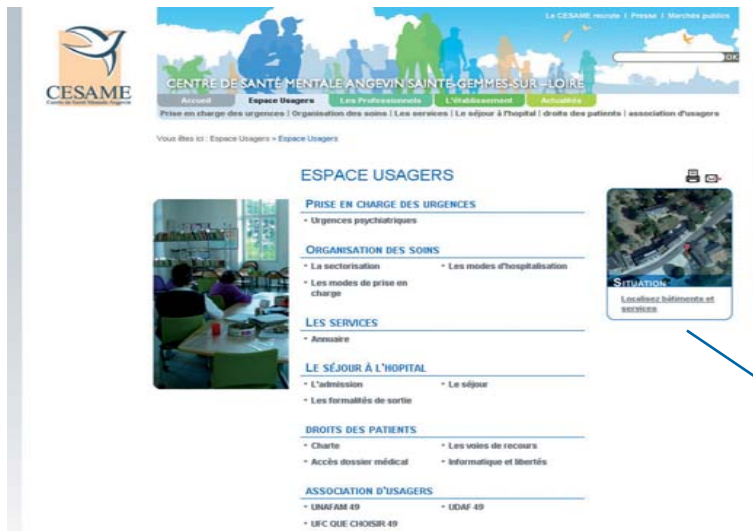 Le CESAME recrute | Presse | Marchés publics
OK
CESAME
Centre de Santé Mentale Angevin
CENTRE DE SANTÉ MENTALE ANGEVIN SAINTE-GEMMES-SUR-LOIRE
Accueil Espace Usagers Les Professionnels L'établissement Actualités
Prise en charge des urgences | Organisation des soins | Les services | Le séjour à l'hopital | droits des patients | association d'usagers
Vous êtes ici : Espace Usagers » Espace Usagers
ESPACE USAGERS
PRISE EN CHARGE DES URGENCES
Urgences psychiatriques
ORGANISATION DES SOINS
La sectorisation
Les modes d'hospitalisation
Les modes de prise en
charge
SITUATION
Localisez bâtiments et
services
LES SERVICES
Annuaire
LE SÉJOUR À L'HOPITAL
L'admission
Le séjour
Les formalités de sortie
DROITS DES PATIENTS
Charte
Les voies de recours
Accès dossier médical
Informatique et libertés
ASSOCIATION D'USAGERS
UNAFAM 49
UDAF 49
UFC QUE CHOISIR 49